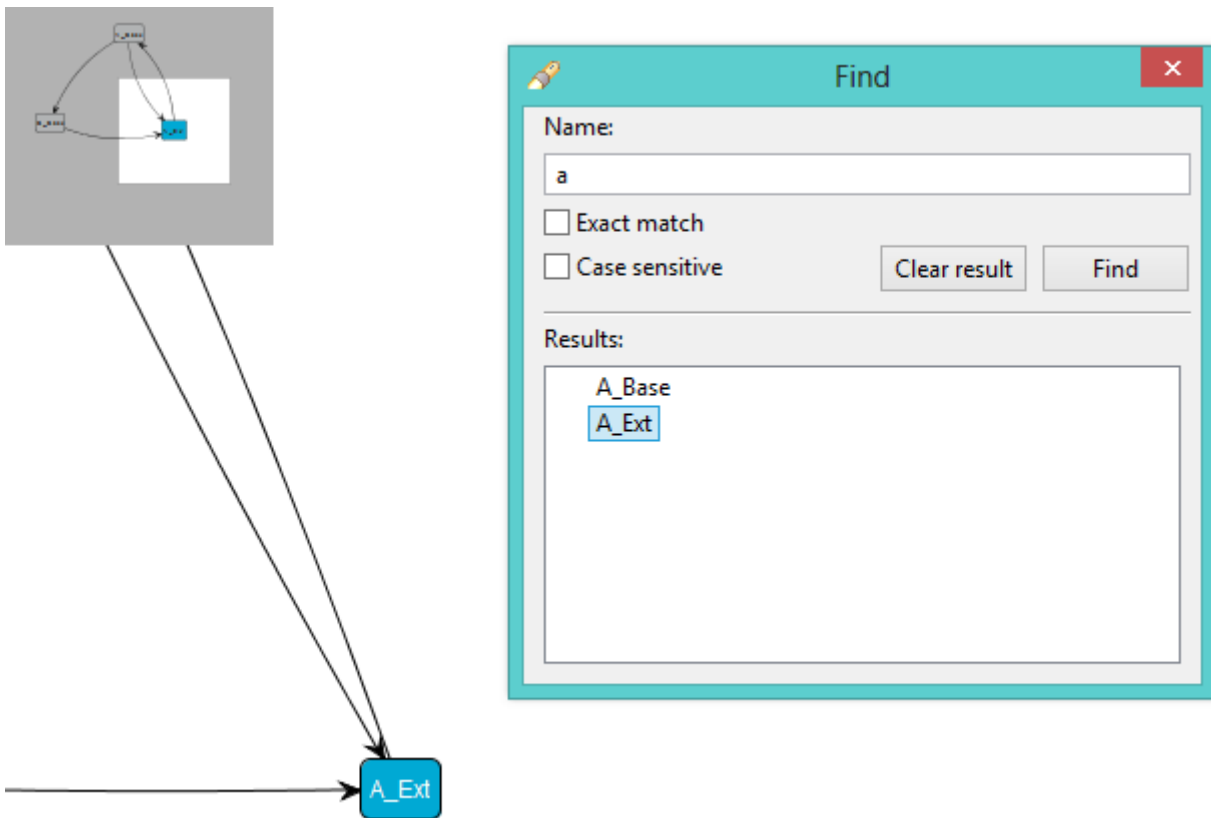 Find
Name:
a
Exact match
Case sensitive
Clear result
Find
Results:
A_Base
A_Ext
A_Ext